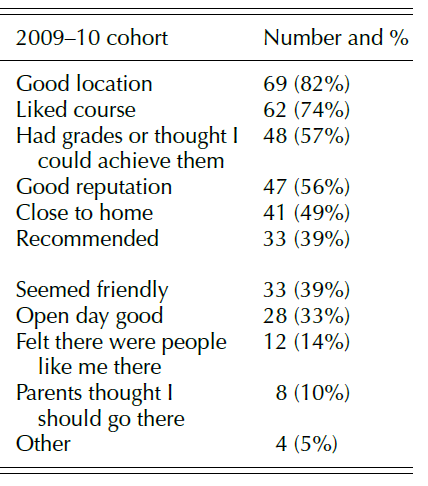 2009–10 cohort Number and %
Good location 69 (82%)
Liked course 62 (74%)
Had grades or thought I 48 (57%)
could achieve them
Good reputation 47 (56%)
Close to home 41 (49%)
Recommended 33 (39%)
Seemed friendly 33 (39%)
Open day good 28 (33%)
Felt there were people 12 (14%)
like me there
Parents thought I 8 (10%)
should go there
Other 4 (5%)